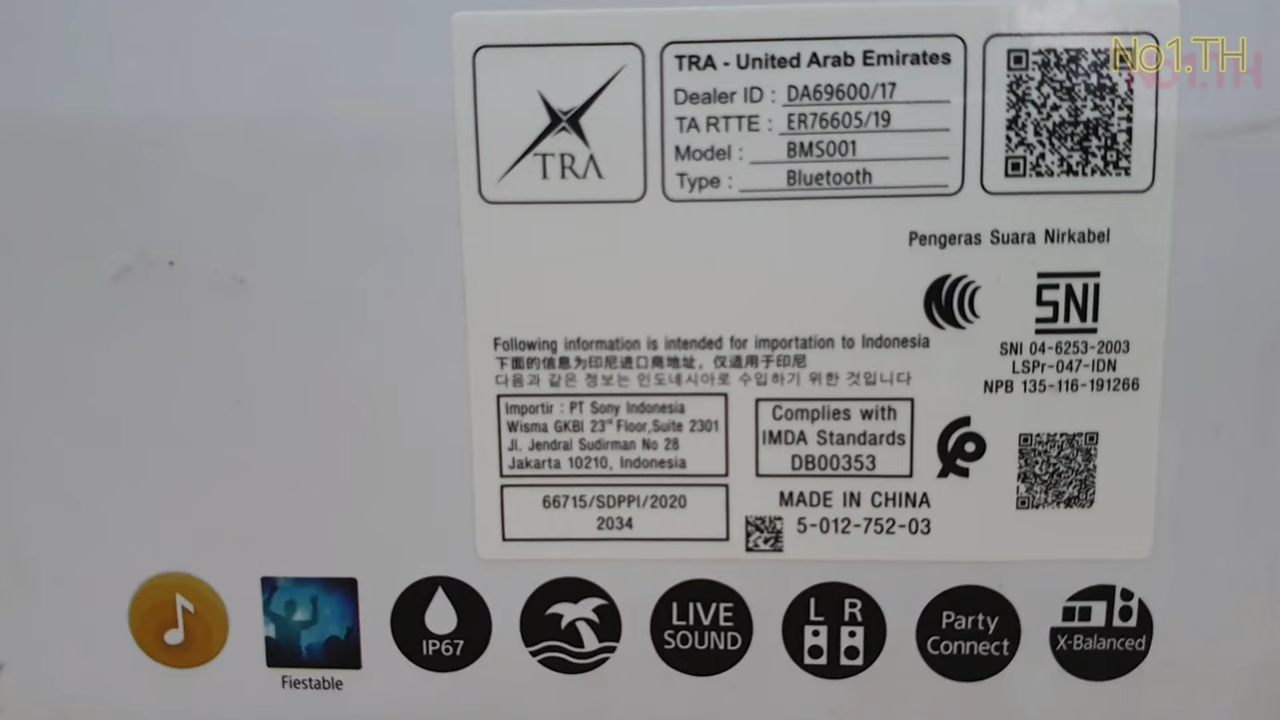 No1.TH
TRA
TRA - United Arab Emirates
Dealer ID : DA69600/17
TA RTTE : ER76605/19
Model : BMS001
Type : Bluetooth
Pengeras Suara Nirkabel
SNI
SNI 04-6253-2003
LSPr-047-IDN
NPB 135-116-191266
Following information is intended for importation to Indonesia
下面的信息为印尼进口商地址，仅适用于印尼
다음과 같은 정보는 인도네시아로 수입하기 위한 것입니다
Importir : PT Sony Indonesia
Wisma GKBI 23rd Floor,Suite 2301
Jl. Jendral Sudirman No 28
Jakarta 10210, Indonesia
Complies with
IMDA Standards
DB00353
66715/SDPPI/2020
2034
MADE IN CHINA
5-012-752-03
Fiestable
IP67
LIVE
SOUND
L R
Party
Connect
X-Balanced